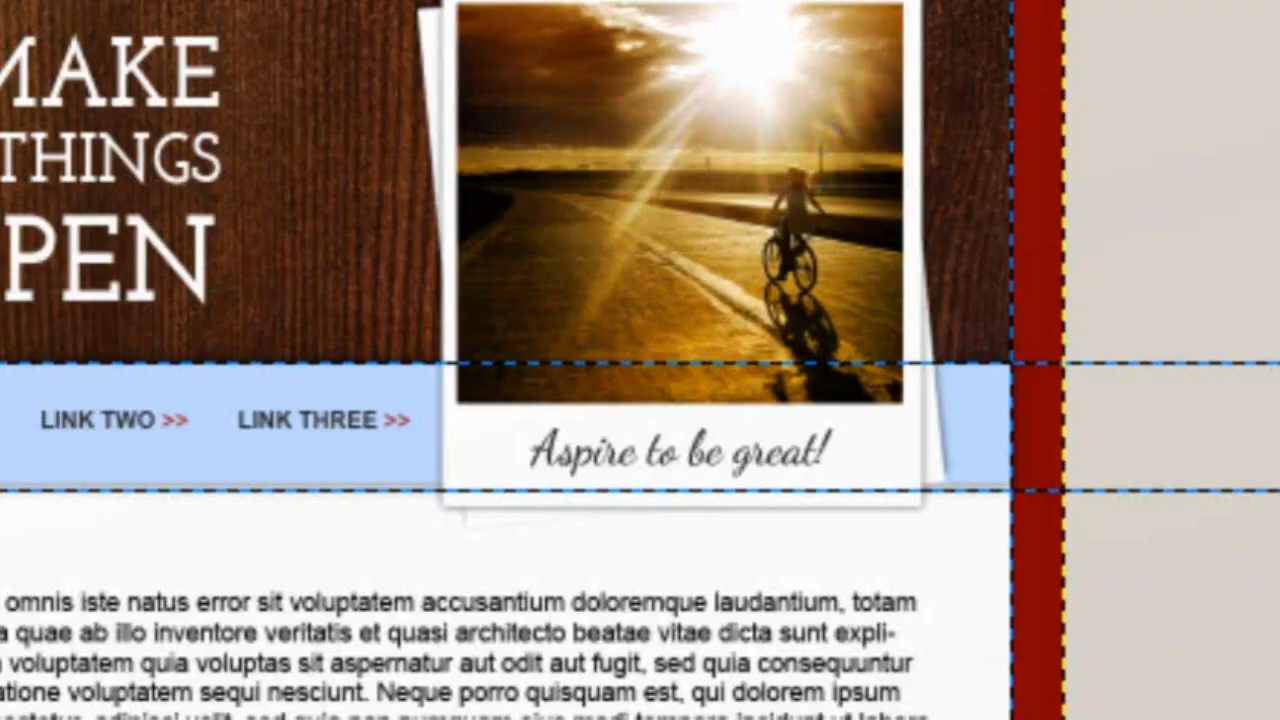 MAKE
THINGS
PEN
LINK TWO >> LINK THREE >>
Aspire to be great!
omnis iste natus error sit voluptatem accusantium doloremque laudantium, totam
a quae ab illo inventore veritatis et quasi architecto beatae vitae dicta sunt expli-
voluptatem quia voluptas sit aspernatur aut odit aut fugit, sed quia consequuntur
atione voluptatem sequi nesciunt. Neque porro quisquam est, qui dolorem ipsum